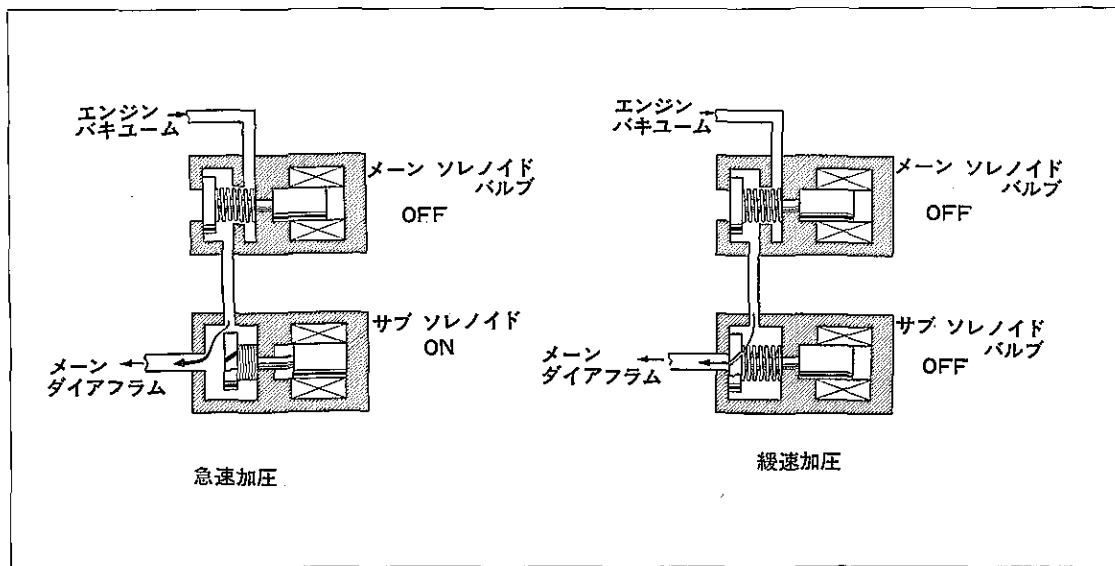 エンジン
バキユーム
メーン ソレノイド
バルブ
OFF
サブ ソレノイド
ON
メーン
ダイアフラム
急速加圧
エンジン
バキユーム
メーン ソレノイド
バルブ
OFF
サブ ソレノイド
バルブ
OFF
メーン
ダイアフラム
緩速加圧